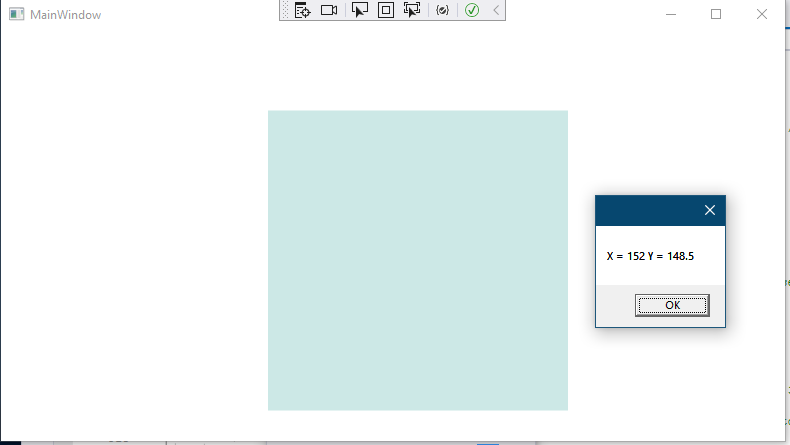 MainWindow
X = 152 Y = 148.5
OK